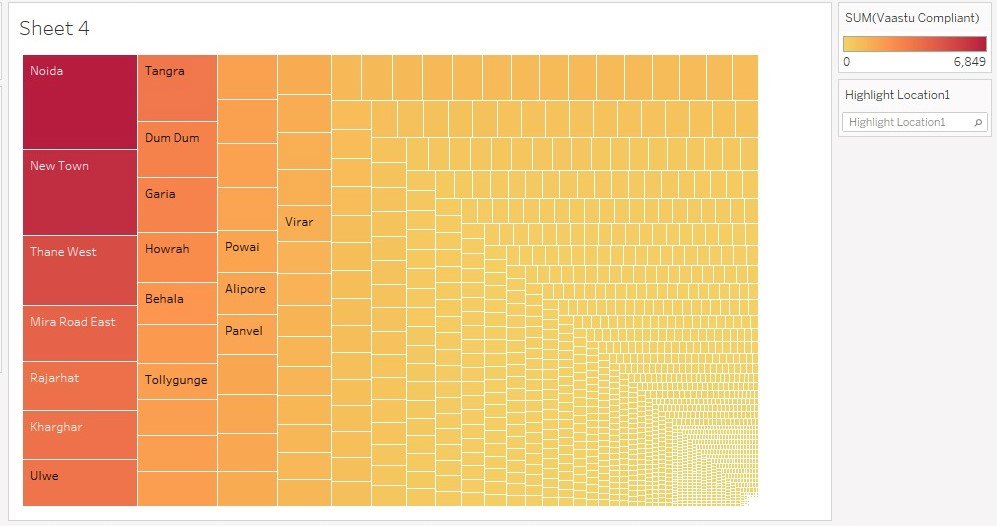 Sheet 4
Noida
New Town
Thane West
Mira Road East
Rajarhat
Kharghar
Ulwe
Tangra
Dum Dum
Garia
Howrah
Behala
Tollygunge
Powai
Alipore
Panvel
Virar
SUM(Vaastu Compliant)
0 6,849
Highlight Location1
Highlight Location1